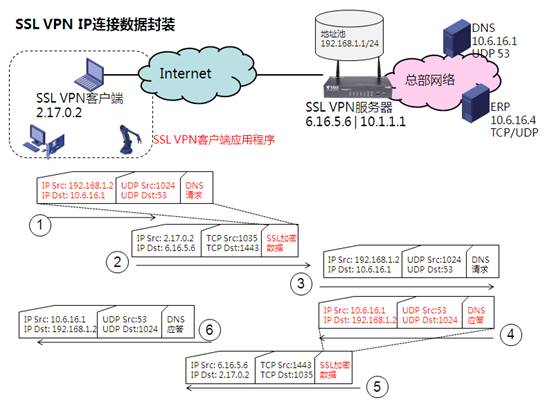 SSL VPN IP连接数据封装
地址池
192.168.1.1/24
DNS
10.6.16.1
UDP 53
Internet
总部网络
SSL VPN客户端
2.17.0.2
SSL VPN服务器
6.16.5.6 | 10.1.1.1
ERP
10.6.16.4
TCP/UDP
SSL VPN客户端应用程序
IP Src: 192.168.1.2 UDP Src:1024 DNS
IP Dst: 10.6.16.1 UDP Dst:53 请求
①
IP Src: 2.17.0.2 TCP Src:1035 SSL加密
IP Dst: 6.16.5.6 TCP Dst:1443 数据
②
IP Src: 192.168.1.2 UDP Src:1024 DNS
IP Dst: 10.6.16.1 UDP Dst:53 请求
③
IP Src: 10.6.16.1 UDP Src:53 DNS
IP Dst: 192.168.1.2 UDP Dst:1024 应答
⑥
IP Src: 10.6.16.1 UDP Src:53 DNS
IP Dst: 192.168.1.2 UDP Dst:1024 应答
④
IP Src: 6.16.5.6 TCP Src:1443 SSL加密
IP Dst: 2.17.0.2 TCP Dst:1035 数据
⑤